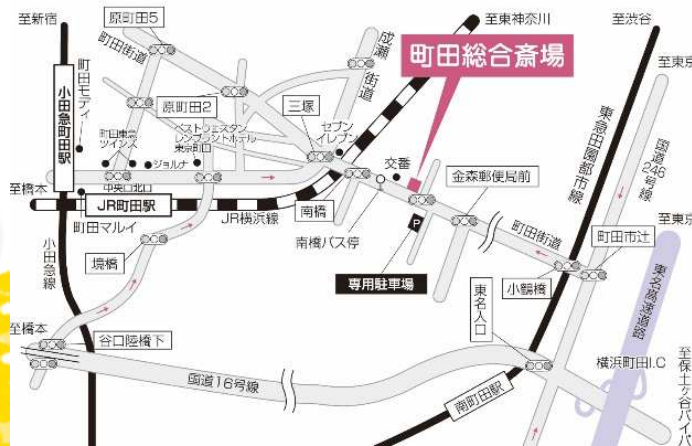 至新宿
原町田5
町田街道
成瀬街道
至東神奈川
至渋谷
町田総合斎場
至東京
小田急町田駅
町田モディ
原町田2
三塚
セブン
イレブン
ベストウェスタン
レンブラントホテル
東京町田
町田東急
ツインズ
ジョルナ
交番
金森郵便局前
東急田園都市線
国道246号線
至橋本
中央口北口
JR町田駅
JR横浜線
南橋
町田マルイ
南橋バス停
P
専用駐車場
町田街道
町田市辻
至東京
小田急線
境橋
小鶴橋
東名高速道路
東名入口
至橋本
谷口陸橋下
国道16号線
南町田駅
横浜町田I.C
至保土ヶ谷バイパ